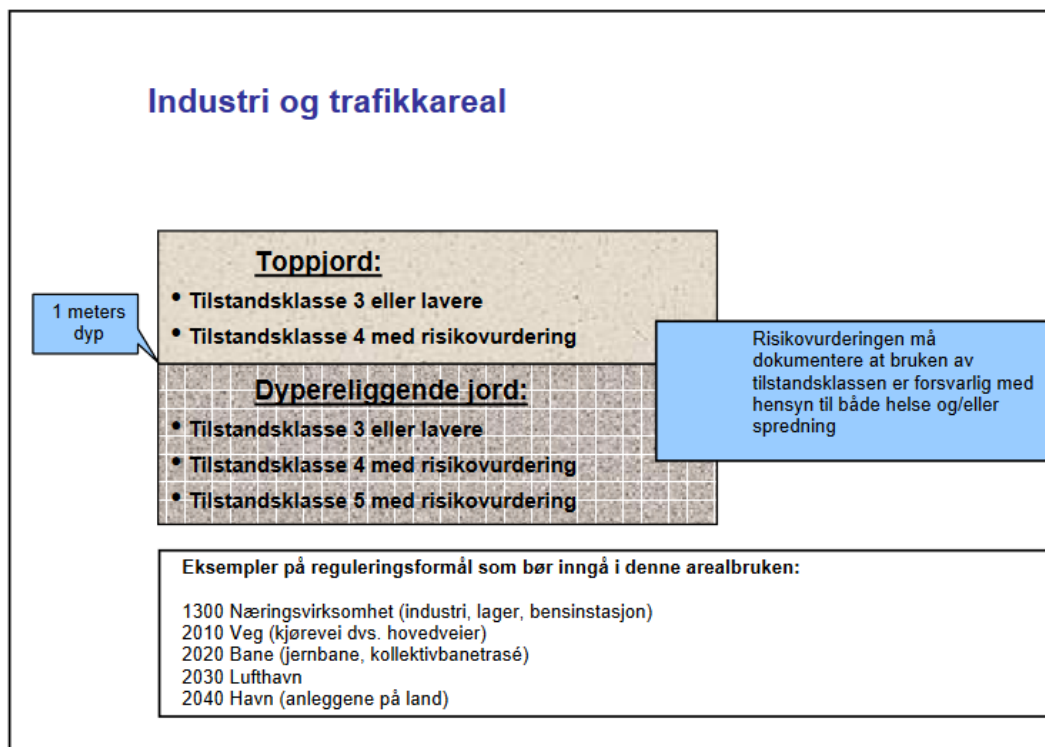 Industri og trafikkareal
Toppjord:
• Tilstandsklasse 3 eller lavere
• Tilstandsklasse 4 med risikovurdering
1 meters
dyp
Dypereliggende jord:
• Tilstandsklasse 3 eller lavere
• Tilstandsklasse 4 med risikovurdering
• Tilstandsklasse 5 med risikovurdering
Risikovurderingen må
dokumentere at bruken av
tilstandsklassen er forsvarlig med
hensyn til både helse og/eller
spredning
Eksempler på reguleringsformål som bør inngå i denne arealbruken:
1300 Næringsvirksomhet (industri, lager, bensinstasjon)
2010 Veg (kjørevei dvs. hovedveier)
2020 Bane (jernbane, kollektivbanetrasé)
2030 Lufthavn
2040 Havn (anleggene på land)